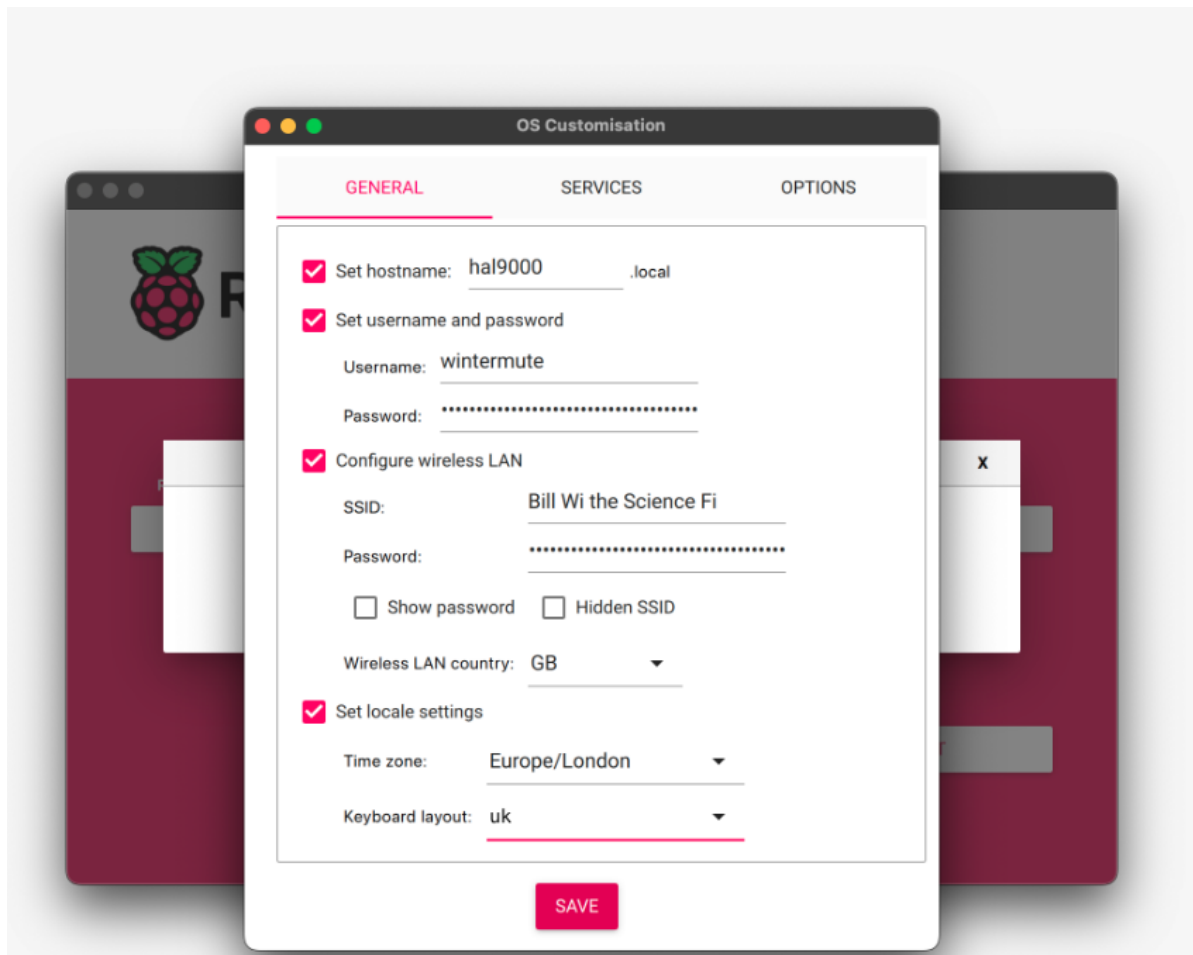 OS Customisation
GENERAL SERVICES OPTIONS
Set hostname: hal9000 .local
Set username and password
Username: wintermute
Password: •••••••••••••••••••••••••••••••••••••
Configure wireless LAN
X
SSID: Bill Wi the Science Fi
Password: •••••••••••••••••••••••••••••••••••••
Show password Hidden SSID
Wireless LAN country: GB
Set locale settings
Time zone: Europe/London
Keyboard layout: uk
SAVE